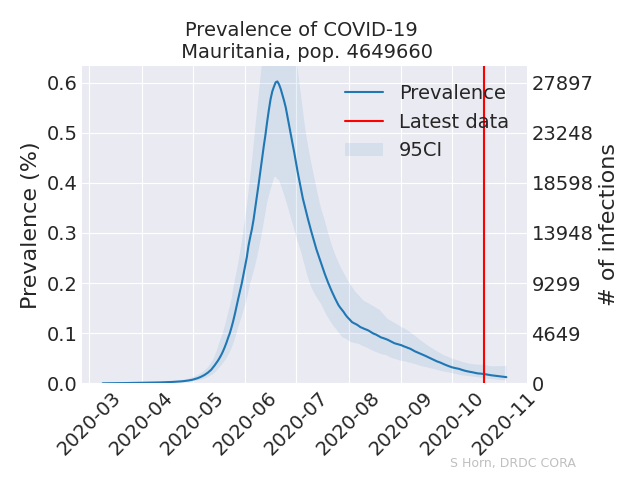 Prevalence of COVID-19
Mauritania, pop. 4649660
Prevalence (%)
0.6
0.5
0.4
0.3
0.2
0.1
0.0
Prevalence
Latest data
95CI
27897
23248
18598
13948
9299
4649
0
# of infections
2020-03
2020-04
2020-05
2020-06
2020-07
2020-08
2020-09
2020-10
2020-11
S Horn, DRDC CORA